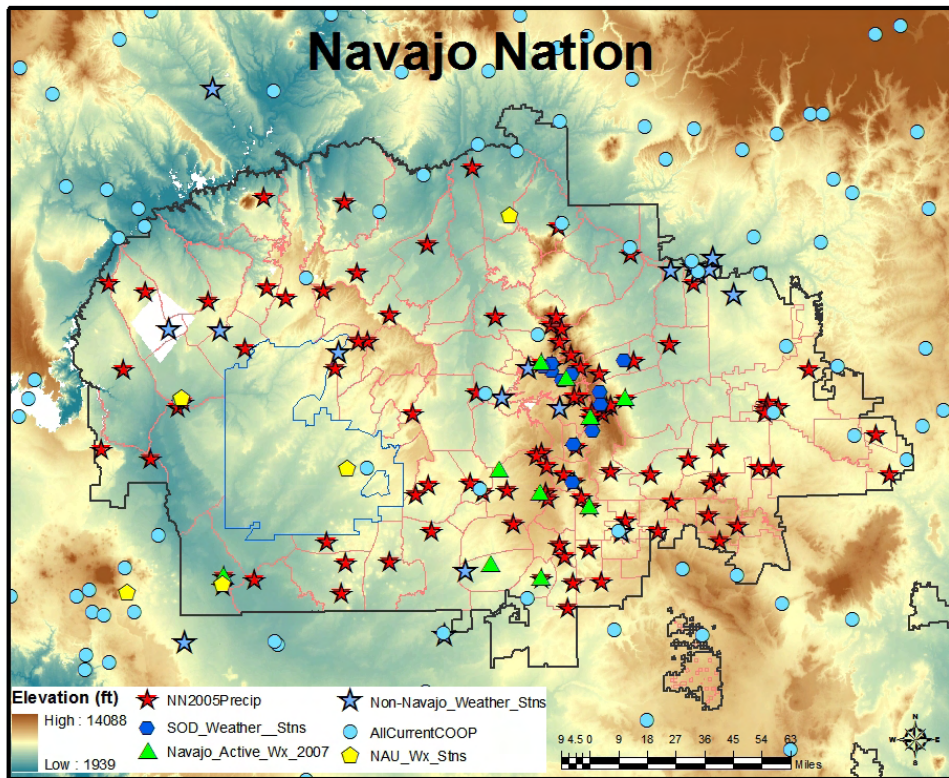 Navajo Nation
Elevation (ft)
High : 14088
Low : 1939
NN2005Precip
SOD_Weather__Stns
Navajo_Active_Wx_2007
Non-Navajo_Weather_Stns
AllCurrentCOOP
NAU_Wx_Stns
9 4.5 0 9 18 27 36 45 54 63
Miles
N
W E
S